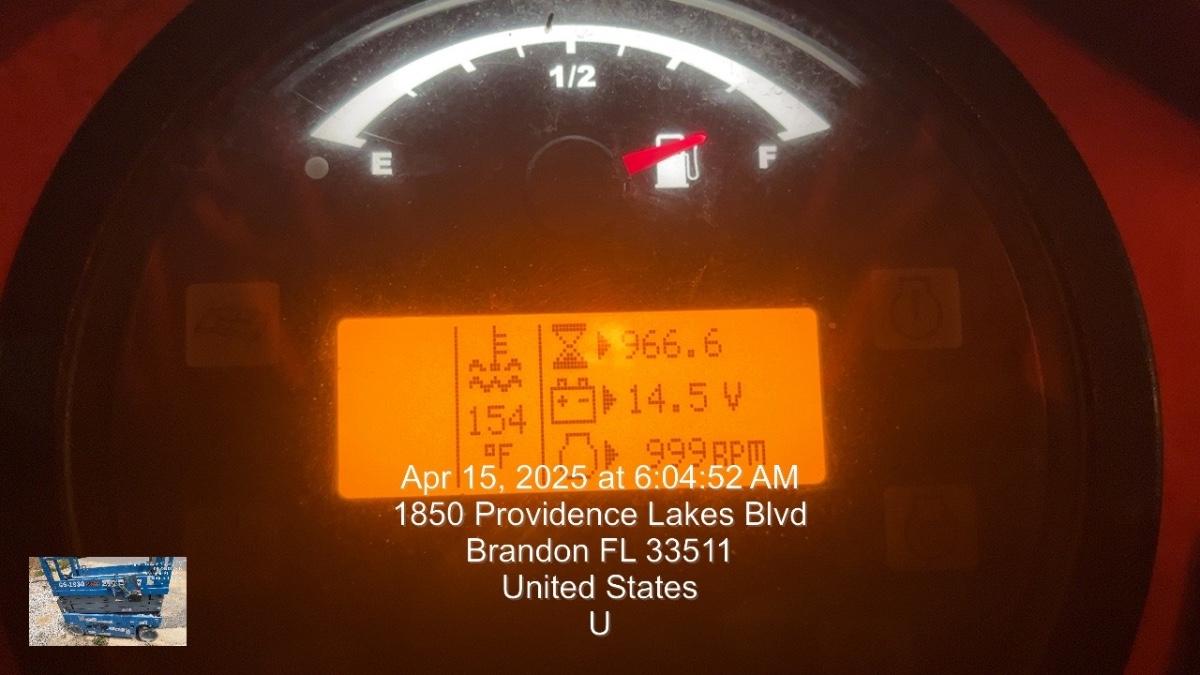 1/2
E F
966.6
14.5 V
154
°F
999RPM
Apr 15, 2025 at 6:04:52 AM
1850 Providence Lakes Blvd
Brandon FL 33511
United States
U